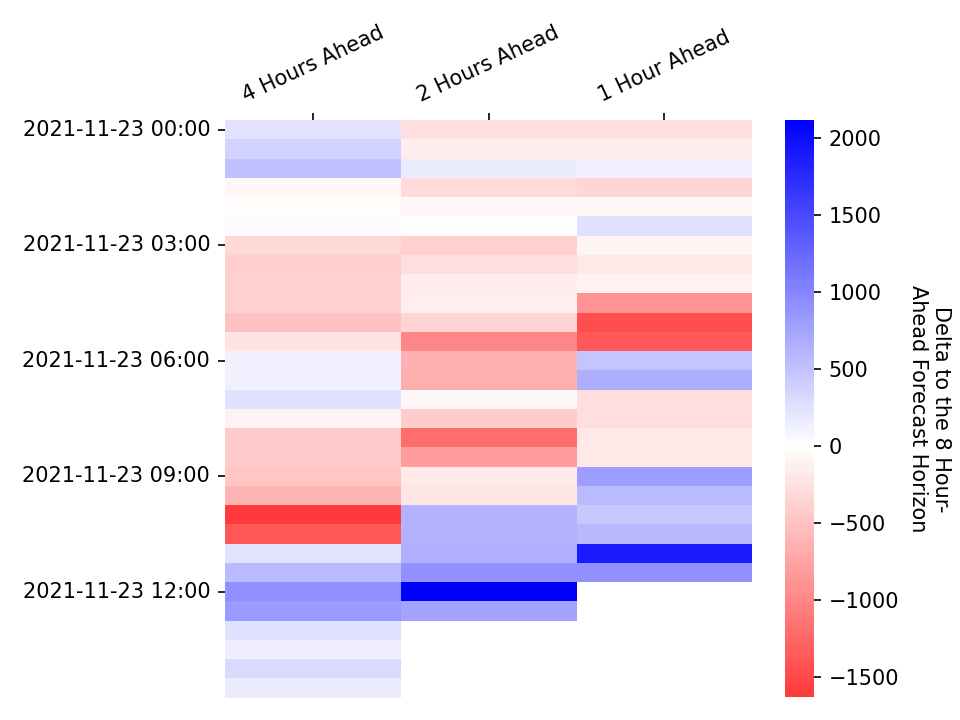 4 Hours Ahead
2 Hours Ahead
1 Hour Ahead
2021-11-23 00:00
2021-11-23 03:00
2021-11-23 06:00
2021-11-23 09:00
2021-11-23 12:00
2000
1500
1000
500
0
−500
−1000
−1500
Delta to the 8 Hour-
Ahead Forecast Horizon